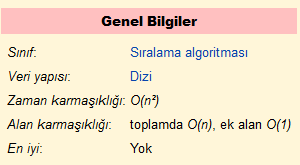 Genel Bilgiler
Sınıf: Sıralama algoritması
Veri yapısı: Dizi
Zaman karmaşıklığı: O(n²)
Alan karmaşıklığı: toplamda O(n), ek alan O(1)
En iyi: Yok